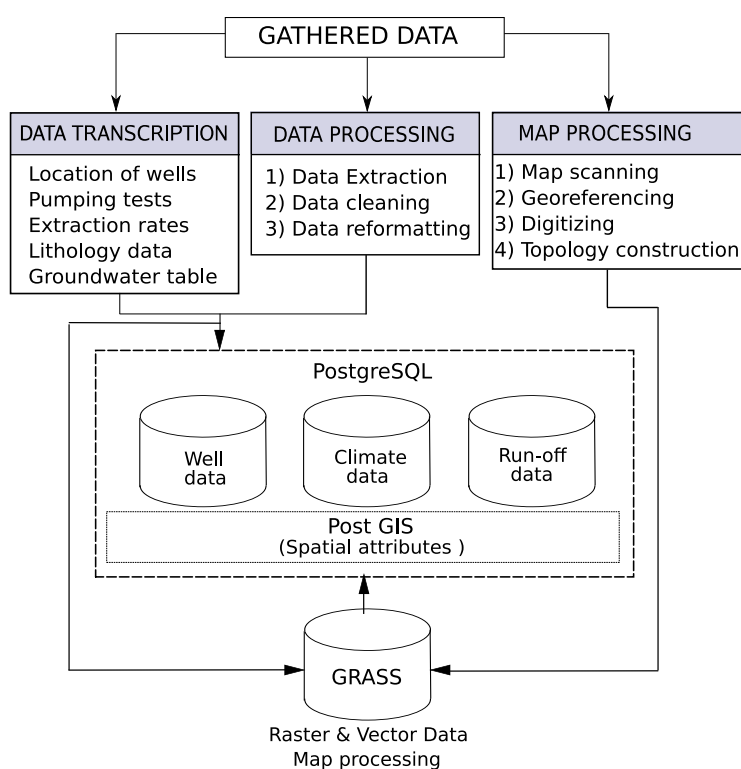 GATHERED DATA
DATA TRANSCRIPTION
Location of wells
Pumping tests
Extraction rates
Lithology data
Groundwater table
DATA PROCESSING
1) Data Extraction
2) Data cleaning
3) Data reformatting
MAP PROCESSING
1) Map scanning
2) Georeferencing
3) Digitizing
4) Topology construction
PostgreSQL
Well
data
Climate
data
Run-off
data
Post GIS
(Spatial attributes )
GRASS
Raster & Vector Data
Map processing